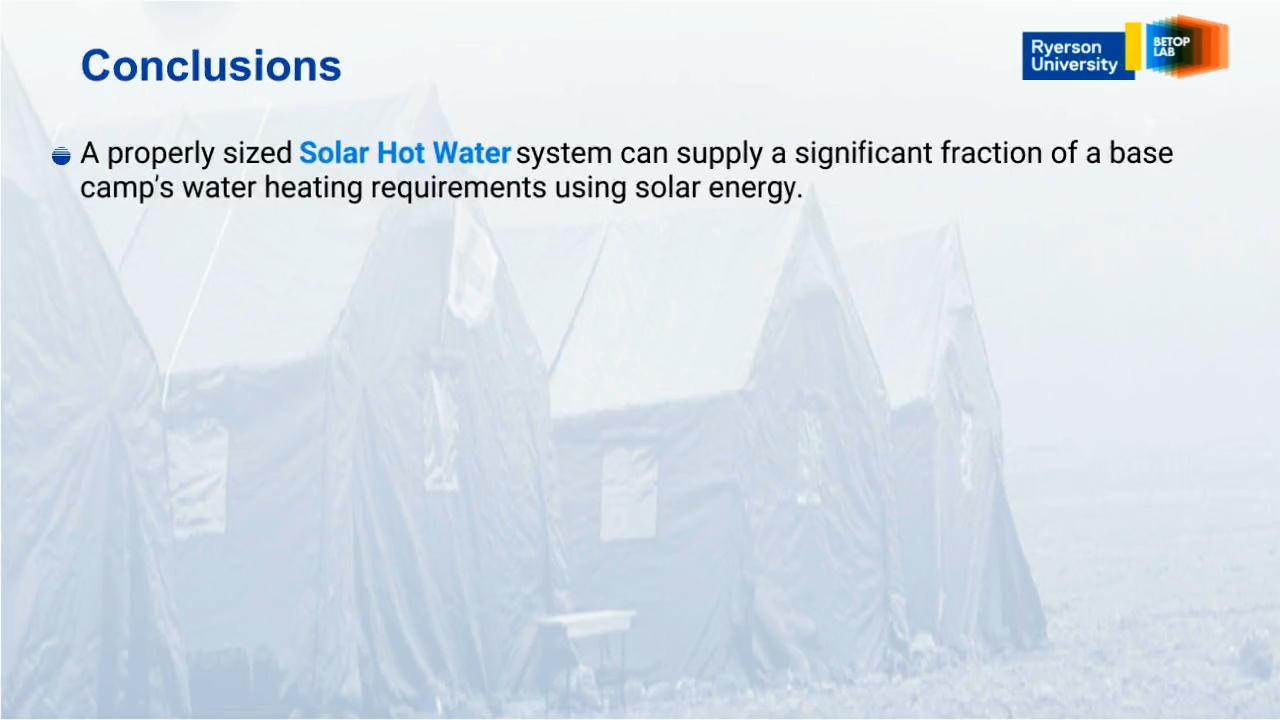 Conclusions
Ryerson
University
BETOP
LAB
A properly sized Solar Hot Water system can supply a significant fraction of a base
camp's water heating requirements using solar energy.